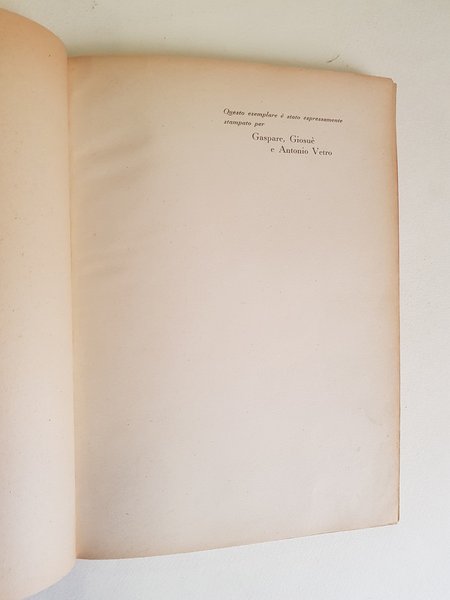 Questo esemplare è stato espressamente
stampato per
Gaspare, Giosuè
e Antonio Vetro